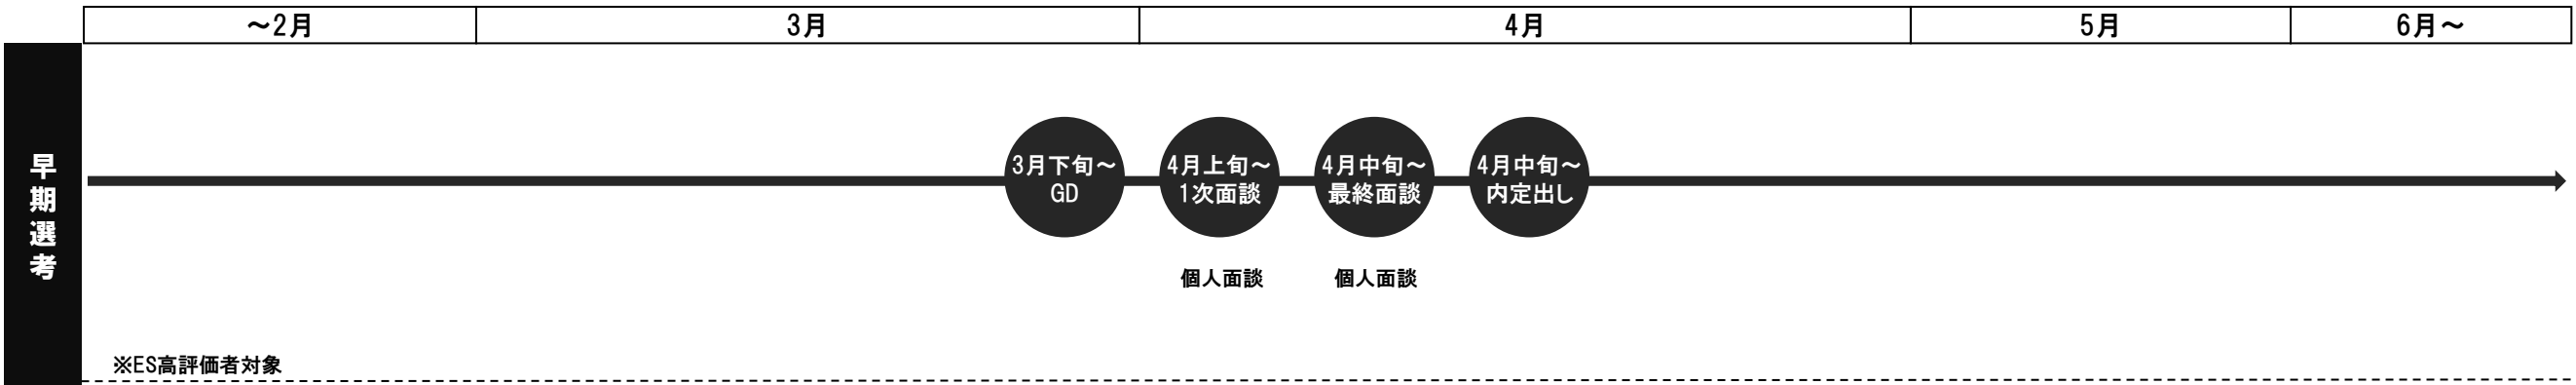 ～2月
3月
4月
5月
6月～
早期選考
3月下旬～
GD
4月上旬～
1次面談
4月中旬～
最終面談
4月中旬～
内定出し
個人面談
個人面談
※ES高評価者対象